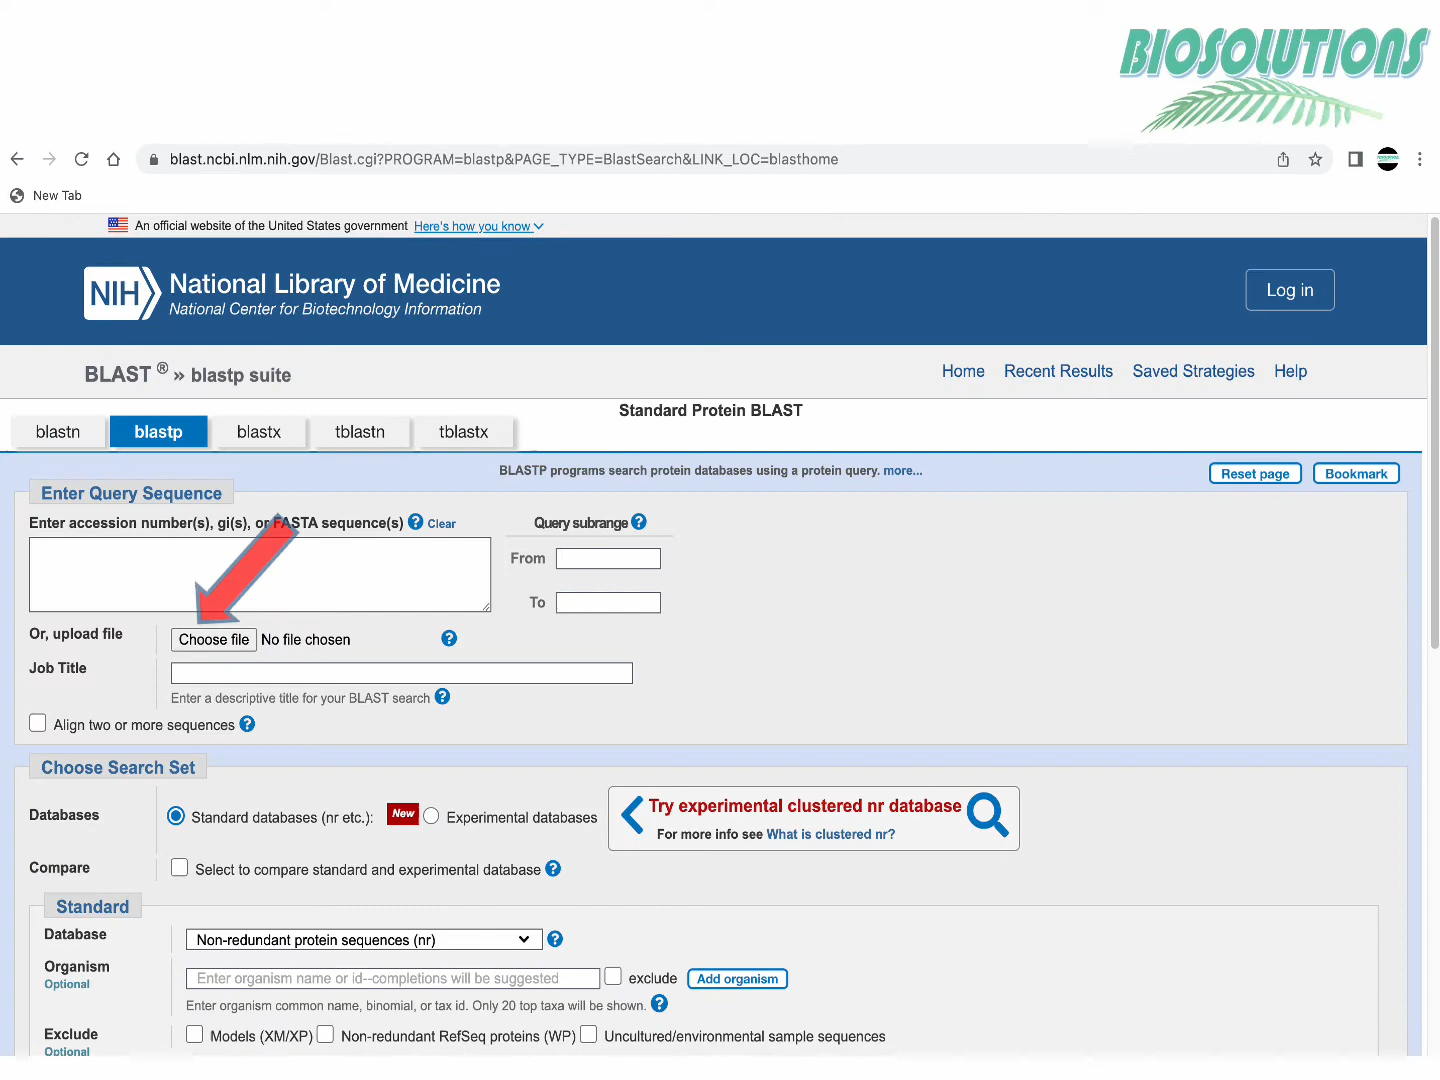 BIOSOLUTIONS
blast.ncbi.nlm.nih.gov/Blast.cgi?PROGRAM=blastp&PAGE_TYPE=BlastSearch&LINK_LOC=blasthome
New Tab
An official website of the United States government Here's how you know
NIH National Library of Medicine
National Center for Biotechnology Information
Log in
BLAST ® » blastp suite
Home Recent Results Saved Strategies Help
Standard Protein BLAST
blastn blastp blastx tblastn tblastx
BLASTP programs search protein databases using a protein query. more...
Reset page Bookmark
Enter Query Sequence
Enter accession number(s), gi(s), or FASTA sequence(s) ? Clear
Query subrange ?
From
To
Or, upload file Choose file No file chosen ?
Job Title
Enter a descriptive title for your BLAST search ?
Align two or more sequences ?
Choose Search Set
Databases Standard databases (nr etc.): New Experimental databases
Try experimental clustered nr database
For more info see What is clustered nr?
Compare Select to compare standard and experimental database ?
Standard
Database Non-redundant protein sequences (nr) ?
Organism
Optional
Enter organism name or id--completions will be suggested exclude Add organism
Enter organism common name, binomial, or tax id. Only 20 top taxa will be shown. ?
Exclude
Optional
Models (XM/XP) Non-redundant RefSeq proteins (WP) Uncultured/environmental sample sequences